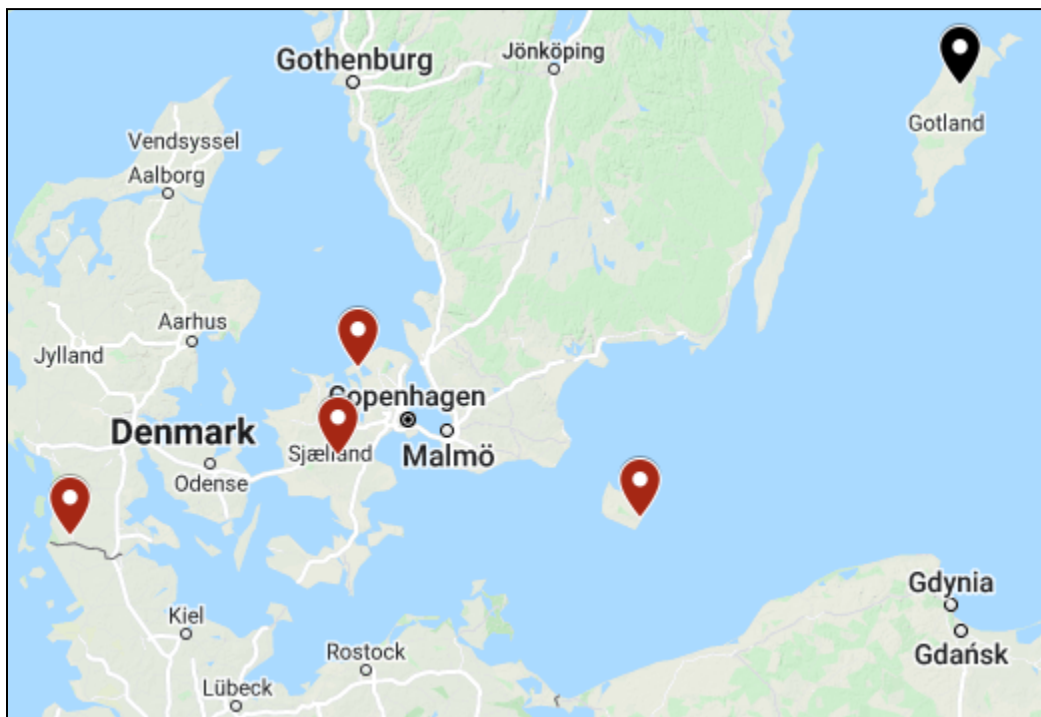 Gothenburg
Jönköping
Gotland
Vendsyssel
Aalborg
Aarhus
Jylland
Copenhagen
Denmark
Sjælland
Malmö
Odense
Gdynia
Kiel
Gdańsk
Rostock
Lübeck